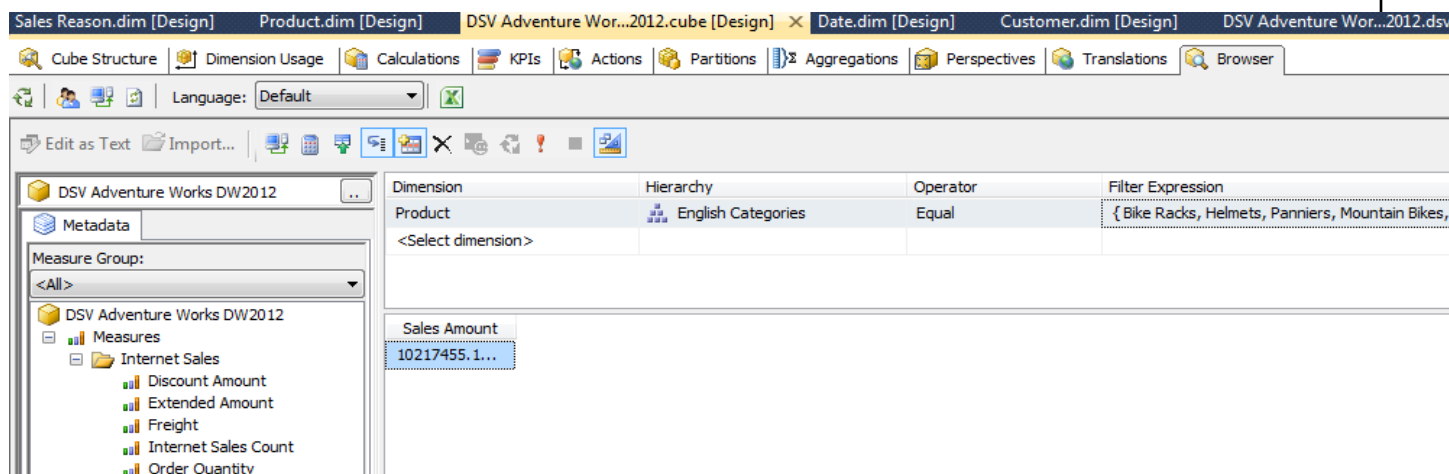 Sales Reason.dim [Design] Product.dim [Design] DSV Adventure Wor...2012.cube [Design] Date.dim [Design] Customer.dim [Design] DSV Adventure Wor...2012.dsv
Cube Structure Dimension Usage Calculations KPIs Actions Partitions Aggregations Perspectives Translations Browser
Language: Default
Edit as Text Import...
DSV Adventure Works DW2012 ..
Metadata
Measure Group:
<All>
DSV Adventure Works DW2012
Measures
Internet Sales
Discount Amount
Extended Amount
Freight
Internet Sales Count
Order Quantity
Dimension Hierarchy Operator Filter Expression
Product English Categories Equal { Bike Racks, Helmets, Panniers, Mountain Bikes,
<Select dimension>
Sales Amount
10217455.1...